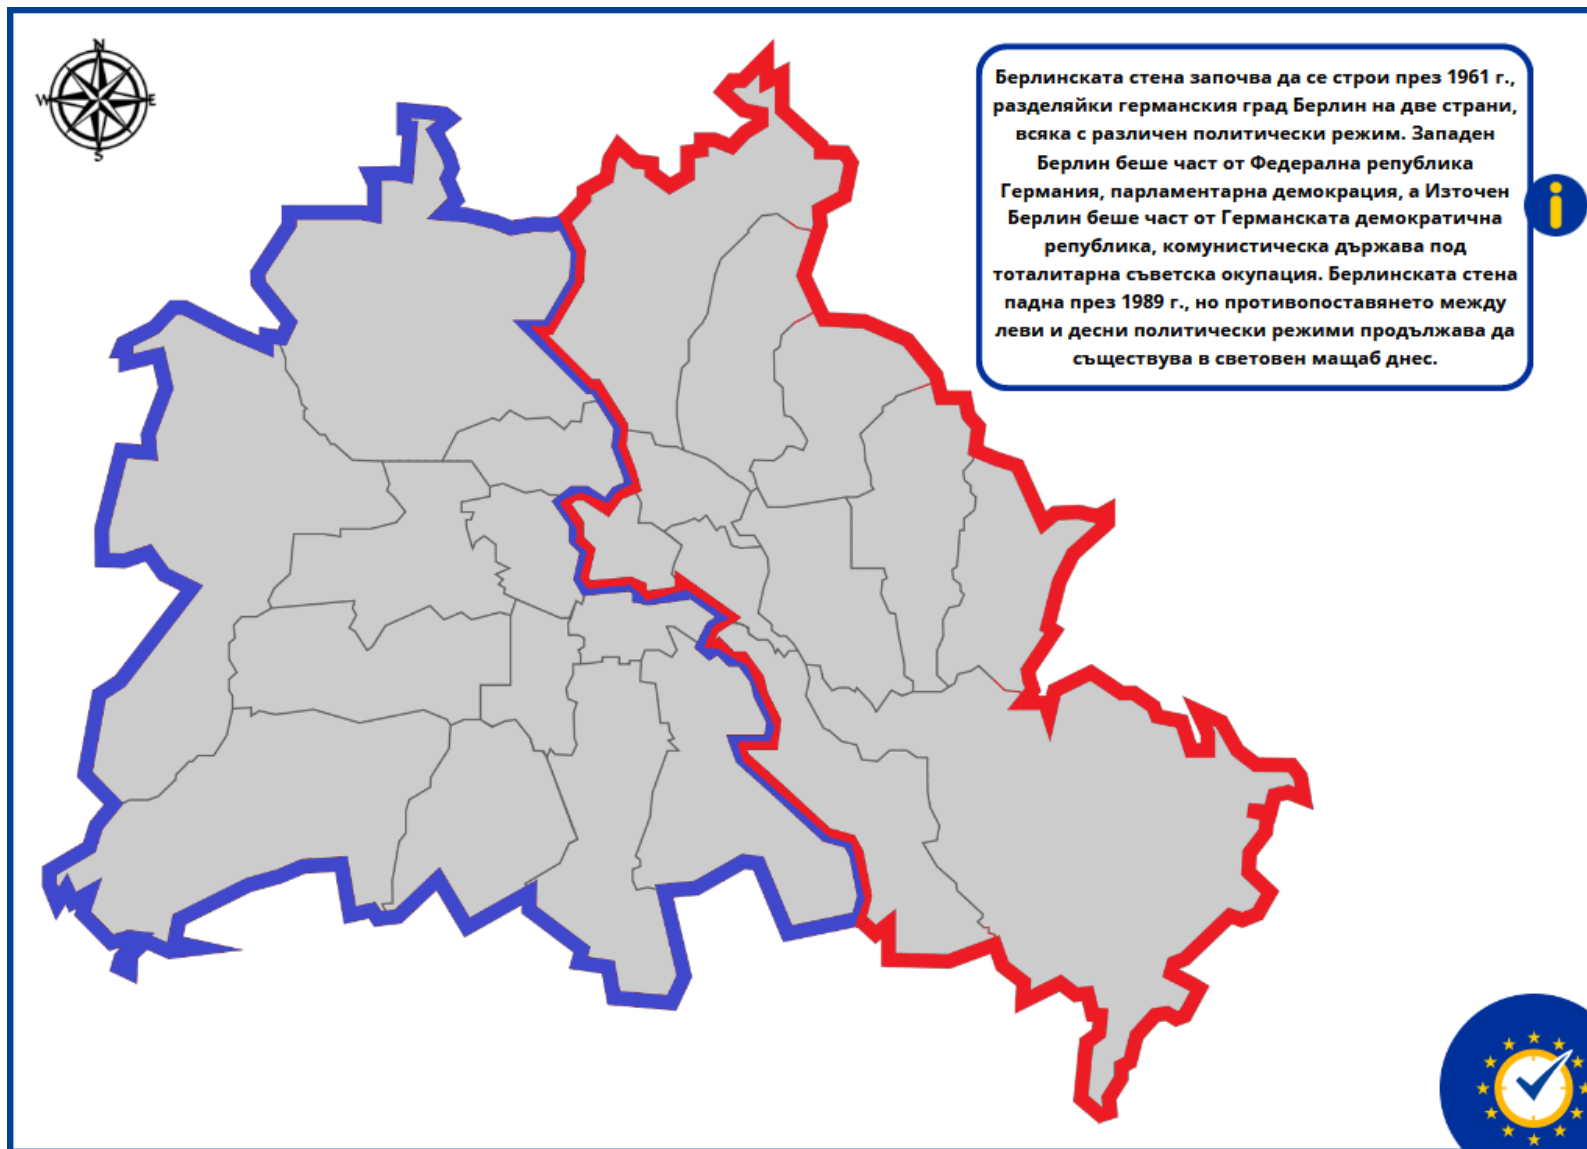 N
W E
S
Берлинската стена започва да се строи през 1961 г.,
разделяйки германския град Берлин на две страни,
всяка с различен политически режим. Западен
Берлин беше част от Федерална република
Германия, парламентарна демокрация, а Източен
Берлин беше част от Германската демократична
република, комунистическа държава под
тоталитарна съветска окупация. Берлинската стена
падна през 1989 г., но противопоставянето между
леви и десни политически режими продължава да
съществува в световен мащаб днес.
i